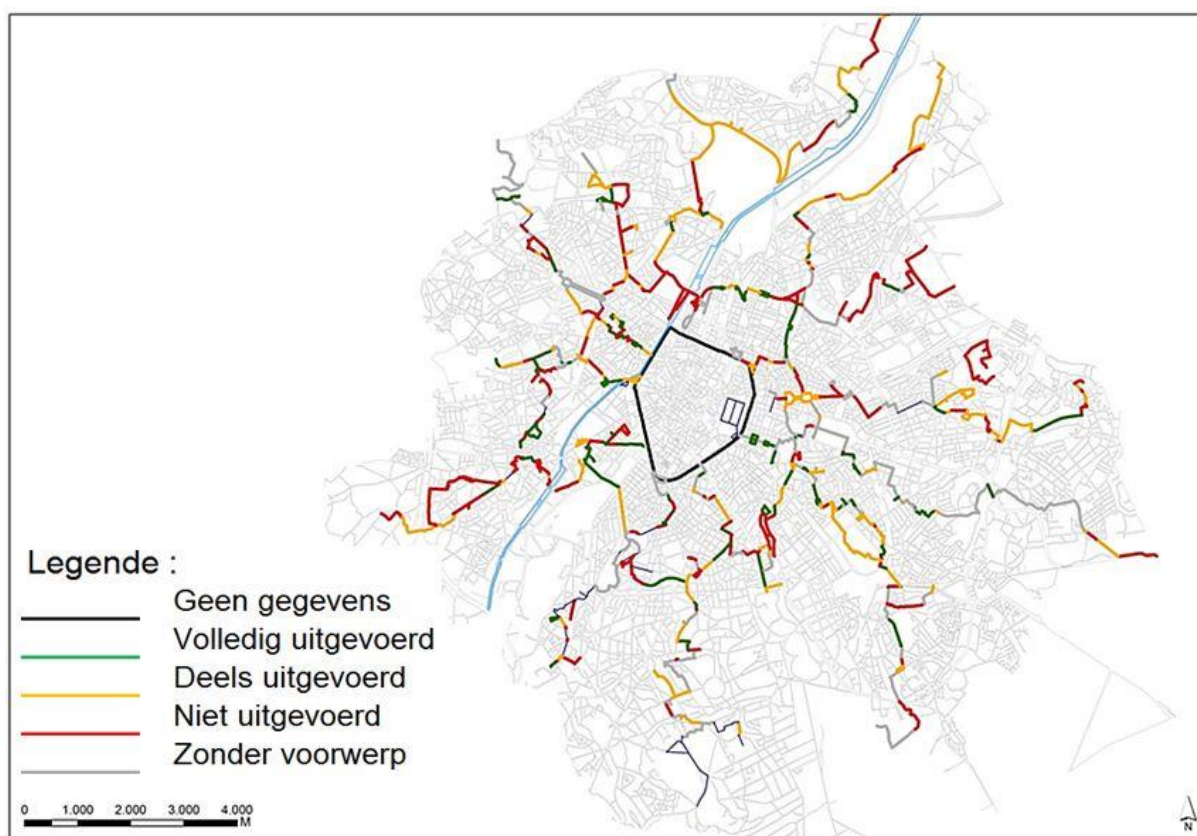 Legende :
Geen gegevens
Volledig uitgevoerd
Deels uitgevoerd
Niet uitgevoerd
Zonder voorwerp
0 1.000 2.000 3.000 4.000
M
N